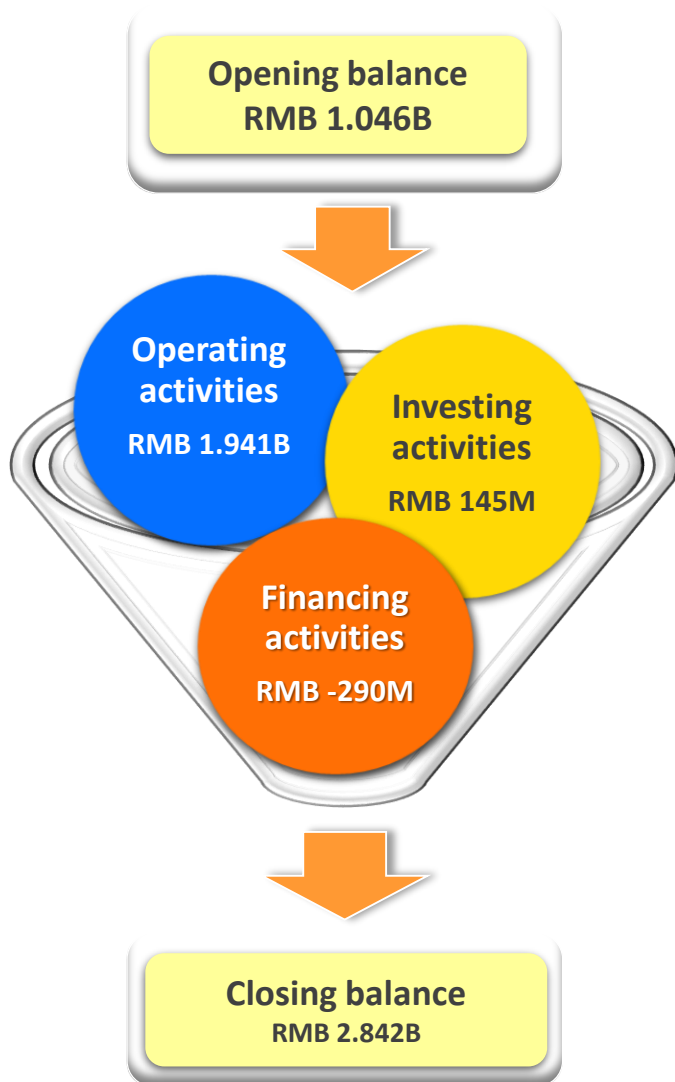 Opening balance
RMB 1.046B
Operating
activities
RMB 1.941B
Investing
activities
RMB 145M
Financing
activities
RMB -290M
Closing balance
RMB 2.842B